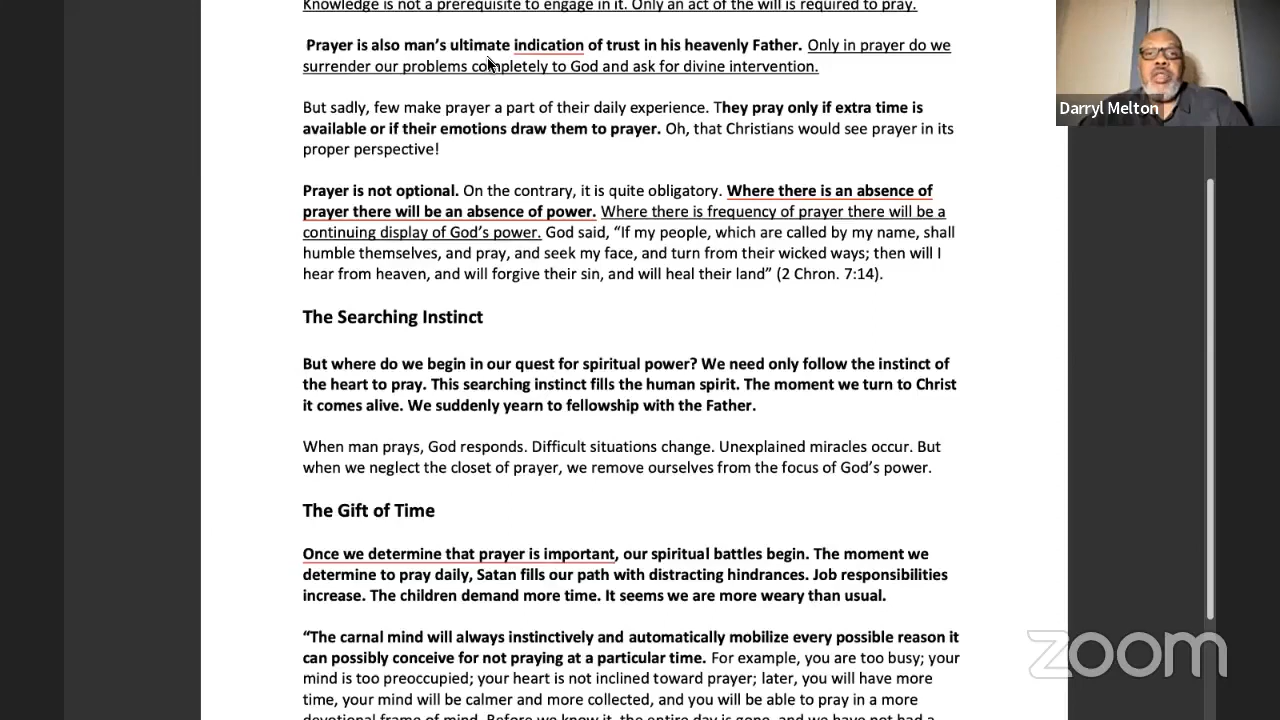 Knowledge is not a prerequisite to engage in it. Only an act of the will is required to pray.
Prayer is also man's ultimate indication of trust in his heavenly Father. Only in prayer do we
surrender our problems completely to God and ask for divine intervention.
But sadly, few make prayer a part of their daily experience. They pray only if extra time is
available or if their emotions draw them to prayer. Oh, that Christians would see prayer in its
proper perspective!
Prayer is not optional. On the contrary, it is quite obligatory. Where there is an absence of
prayer there will be an absence of power. Where there is frequency of prayer there will be a
continuing display of God's power. God said, “If my people, which are called by my name, shall
humble themselves, and pray, and seek my face, and turn from their wicked ways; then will I
hear from heaven, and will forgive their sin, and will heal their land” (2 Chron. 7:14).
The Searching Instinct
But where do we begin in our quest for spiritual power? We need only follow the instinct of
the heart to pray. This searching instinct fills the human spirit. The moment we turn to Christ
it comes alive. We suddenly yearn to fellowship with the Father.
When man prays, God responds. Difficult situations change. Unexplained miracles occur. But
when we neglect the closet of prayer, we remove ourselves from the focus of God's power.
The Gift of Time
Once we determine that prayer is important, our spiritual battles begin. The moment we
determine to pray daily, Satan fills our path with distracting hindrances. Job responsibilities
increase. The children demand more time. It seems we are more weary than usual.
“The carnal mind will always instinctively and automatically mobilize every possible reason it
can possibly conceive for not praying at a particular time. For example, you are too busy; your
mind is too preoccupied; your heart is not inclined toward prayer; later, you will have more
time, your mind will be calmer and more collected, and you will be able to pray in a more
devotional frame of mind. Before we know it, the entire day is gone, and we have not had a
Darryl Melton
zoom